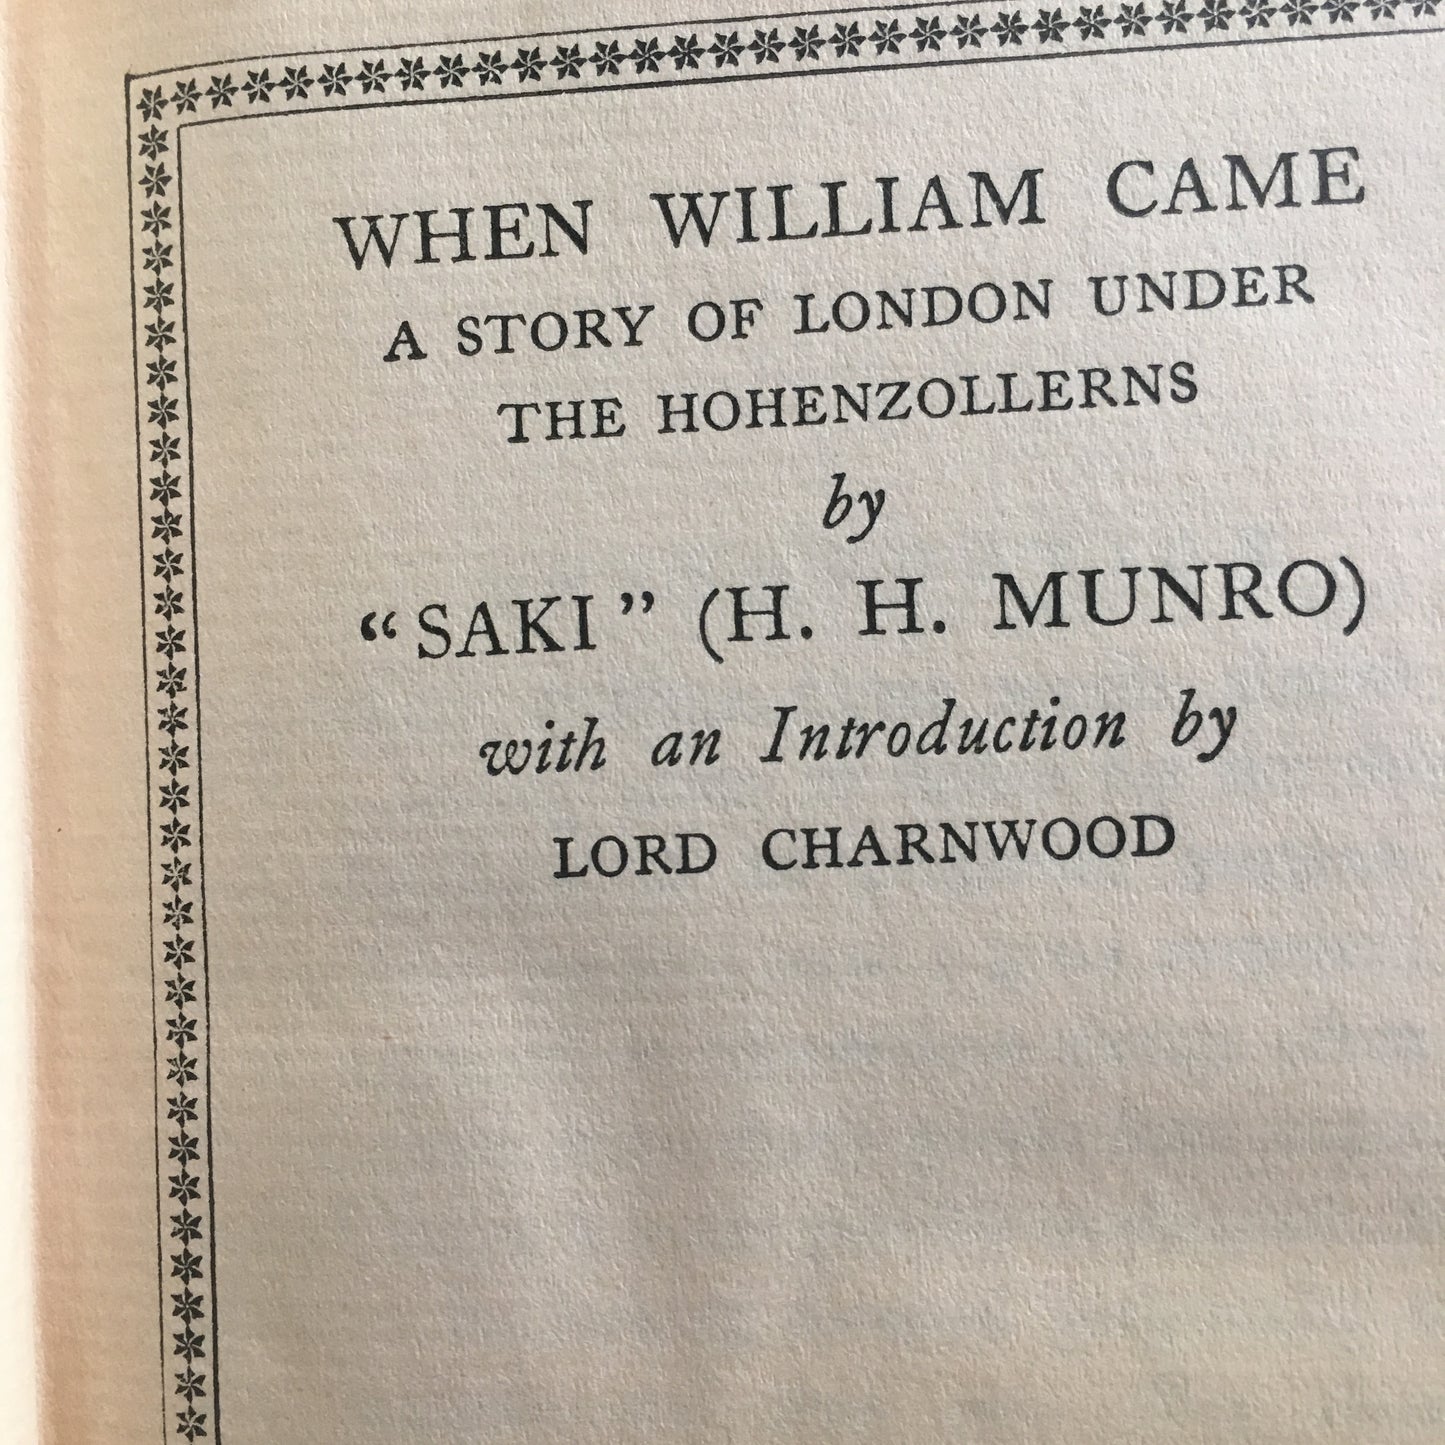 WHEN WILLIAM CAME
A STORY OF LONDON UNDER
THE HOHENZOLLERNS
by
“SAKI” (H. H. MUNRO)
with an Introduction by
LORD CHARNWOOD